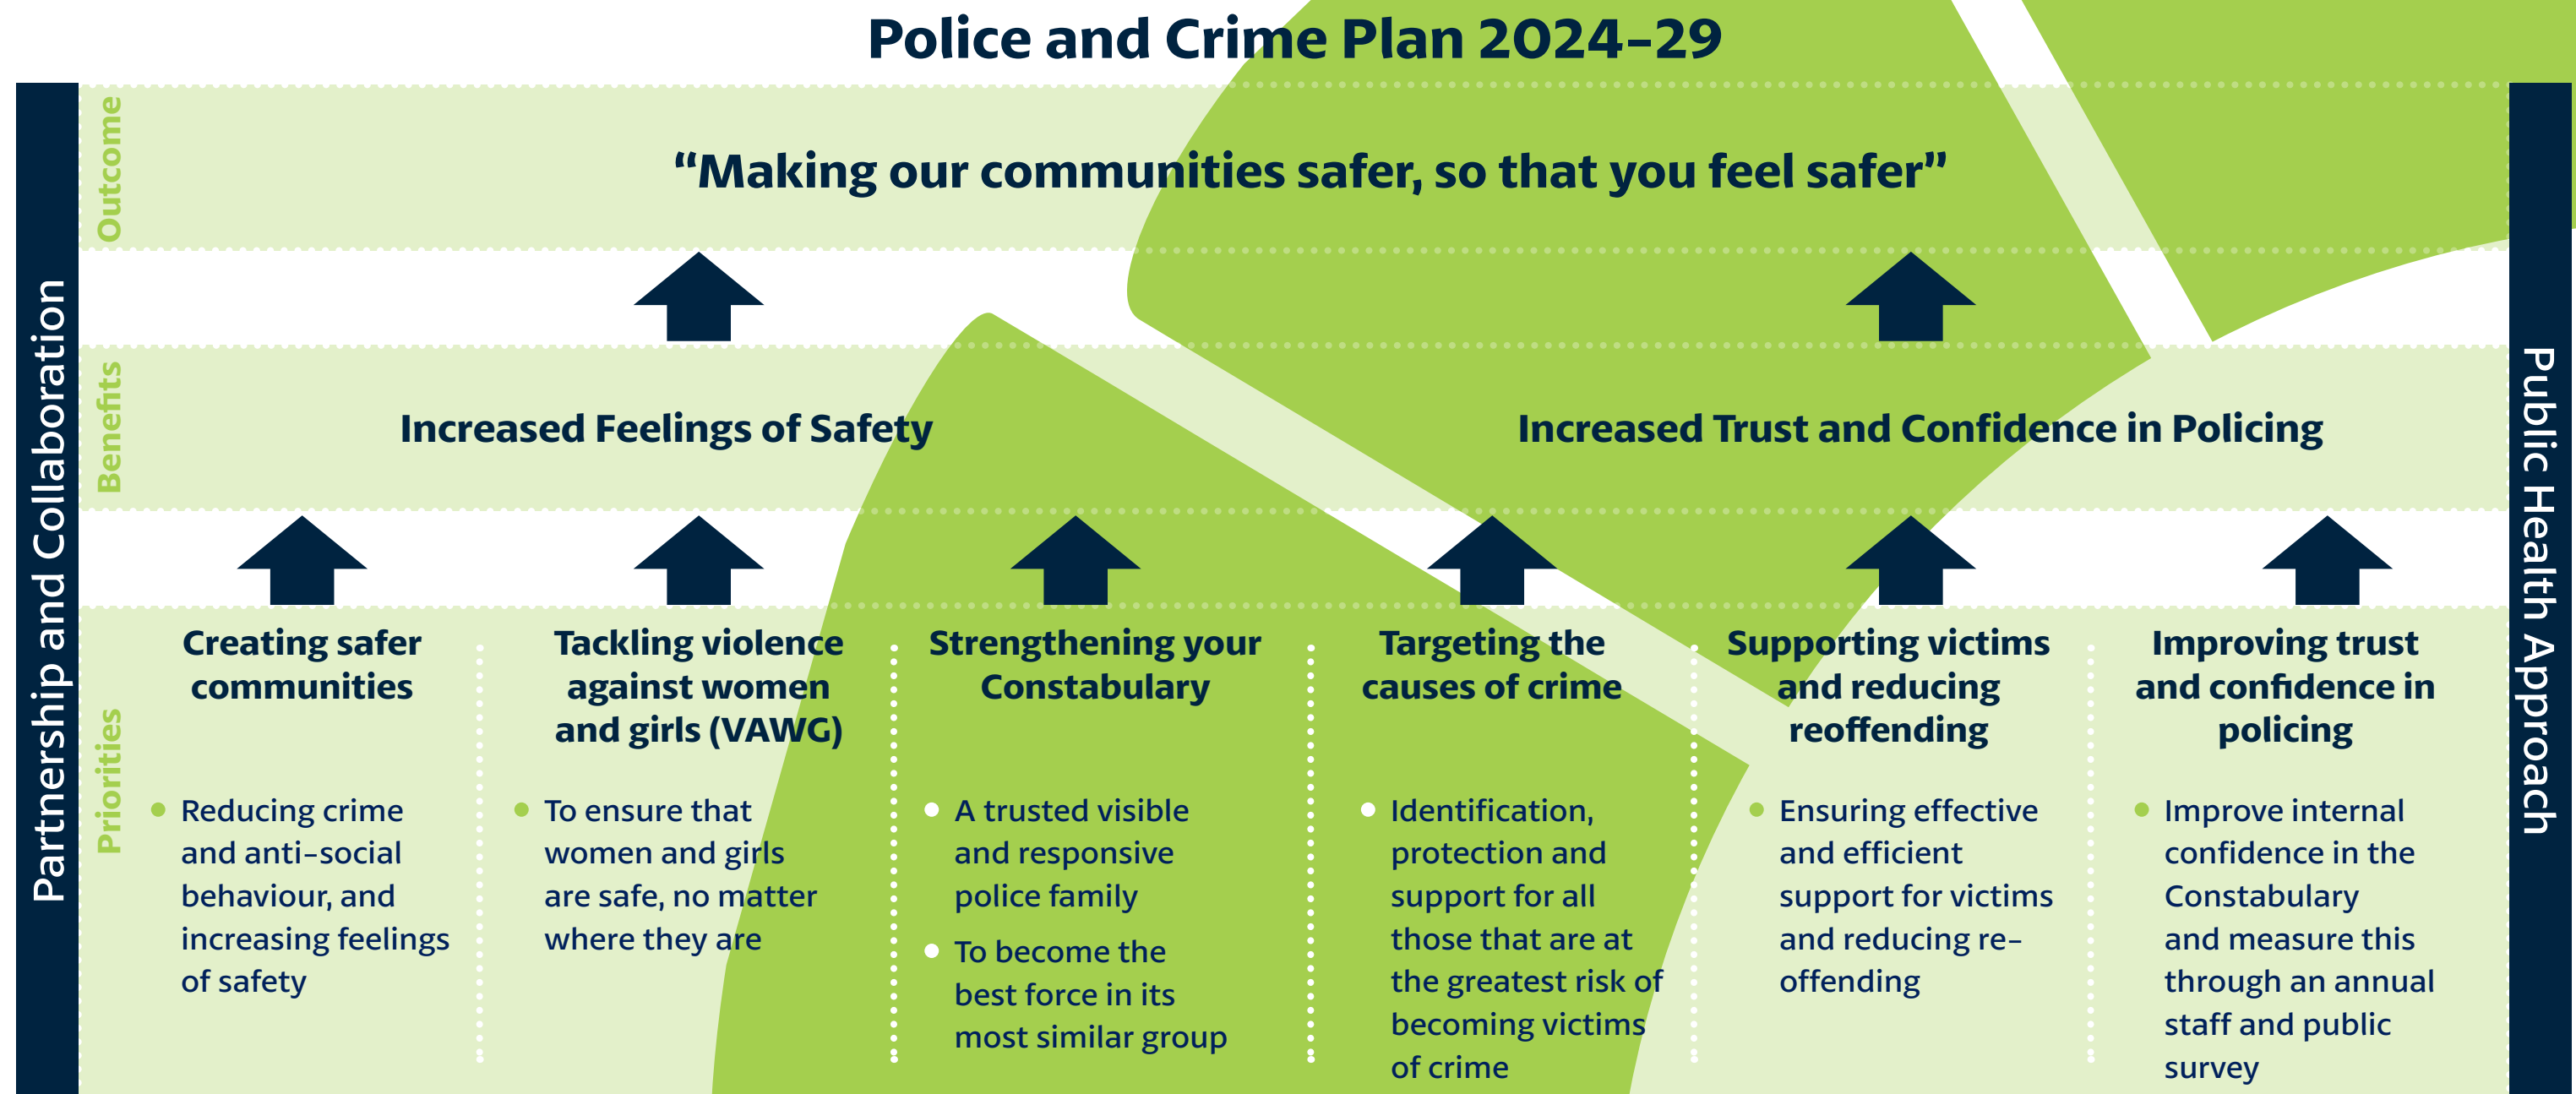 Police and Crime Plan 2024–29
Partnership and Collaboration
Outcome
“Making our communities safer, so that you feel safer”
Benefits
Increased Feelings of Safety
Increased Trust and Confidence in Policing
Priorities
Creating safer
communities
Reducing crime
and anti-social
behaviour, and
increasing feelings
of safety
Tackling violence
against women
and girls (VAWG)
To ensure that
women and girls
are safe, no matter
where they are
Strengthening your
Constabulary
A trusted visible
and responsive
police family
To become the
best force in its
most similar group
Targeting the
causes of crime
Identification,
protection and
support for all
those that are at
the greatest risk of
becoming victims
of crime
Supporting victims
and reducing
reoffending
Ensuring effective
and efficient
support for victims
and reducing re-
offending
Improving trust
and confidence in
policing
Improve internal
confidence in the
Constabulary
and measure this
through an annual
staff and public
survey
Public Health Approach